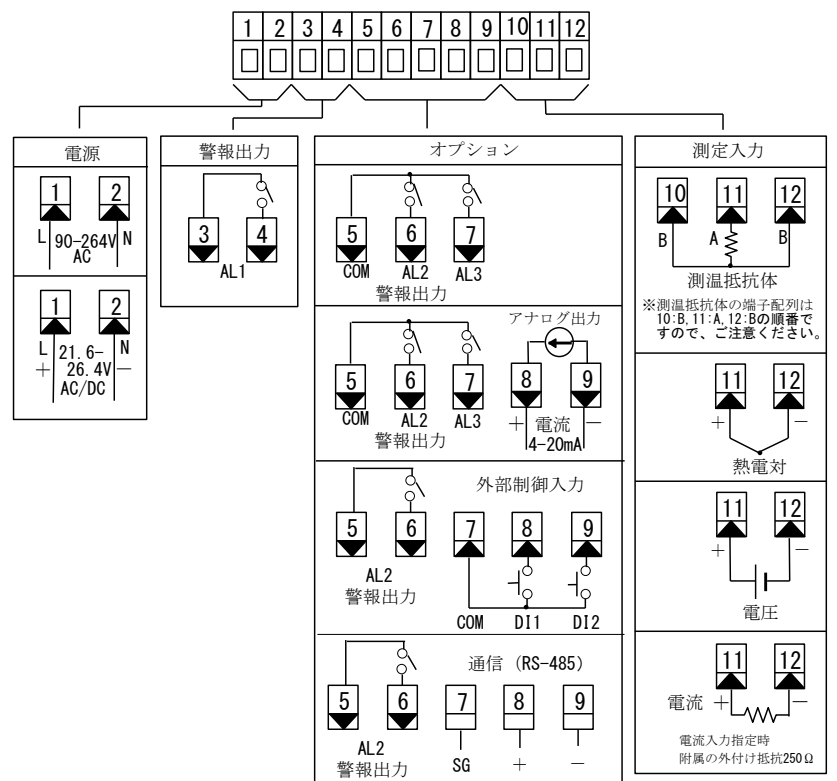 1 2 3 4 5 6 7 8 9 10 11 12
電源
1 2
L 90-264V N
AC
1 2
L 21.6- N
+ 26.4V －
AC/DC
警報出力
3 4
AL1
オプション
5 6 7
COM AL2 AL3
警報出力
アナログ出力
5 6 7 8 9
COM AL2 AL3
警報出力
+ 電流 －
4-20mA
外部制御入力
5 6 7 8 9
AL2
警報出力
COM DI1 DI2
通信 (RS-485)
5 6 7 8 9
AL2
警報出力
SG + －
測定入力
10 11 12
B A B
測温抵抗体
※測温抵抗体の端子配列は
10:B,11:A,12:Bの順番で
すので、ご注意ください。
11 12
+ －
熱電対
11 12
+ －
電圧
11 12
電流 + －
電流入力指定時
附属の外付け抵抗250Ω